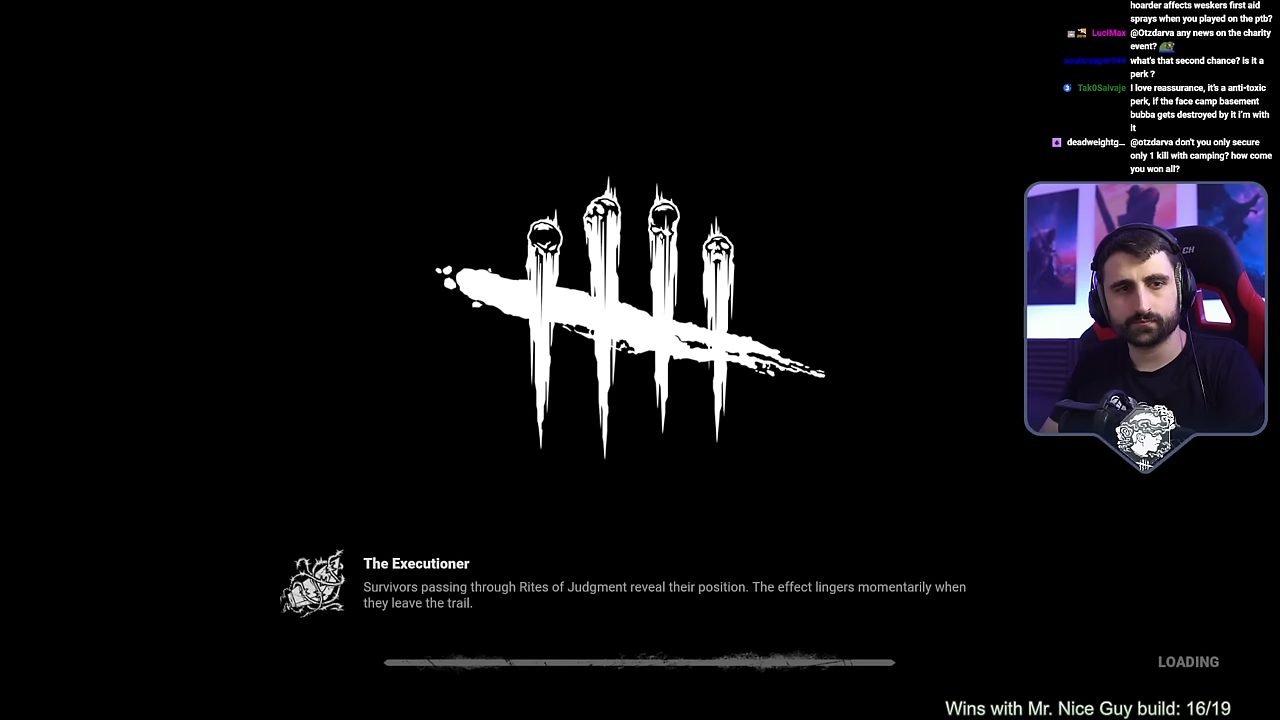 hoarder affects weskers first aid
sprays when you played on the ptb?
LuciMax @Otzdarva any news on the charity
event?
what's that second chance? is it a
perk ?
3 Tak0Salvaje I love reassurance, it's a anti-toxic
perk, if the face camp basement
bubba gets destroyed by it I'm with
it
deadweightg... @otzdarva don't you only secure
only 1 kill with camping? how come
you won all?
CH
The Executioner
Survivors passing through Rites of Judgment reveal their position. The effect lingers momentarily when
they leave the trail.
LOADING
Wins with Mr. Nice Guy build: 16/19